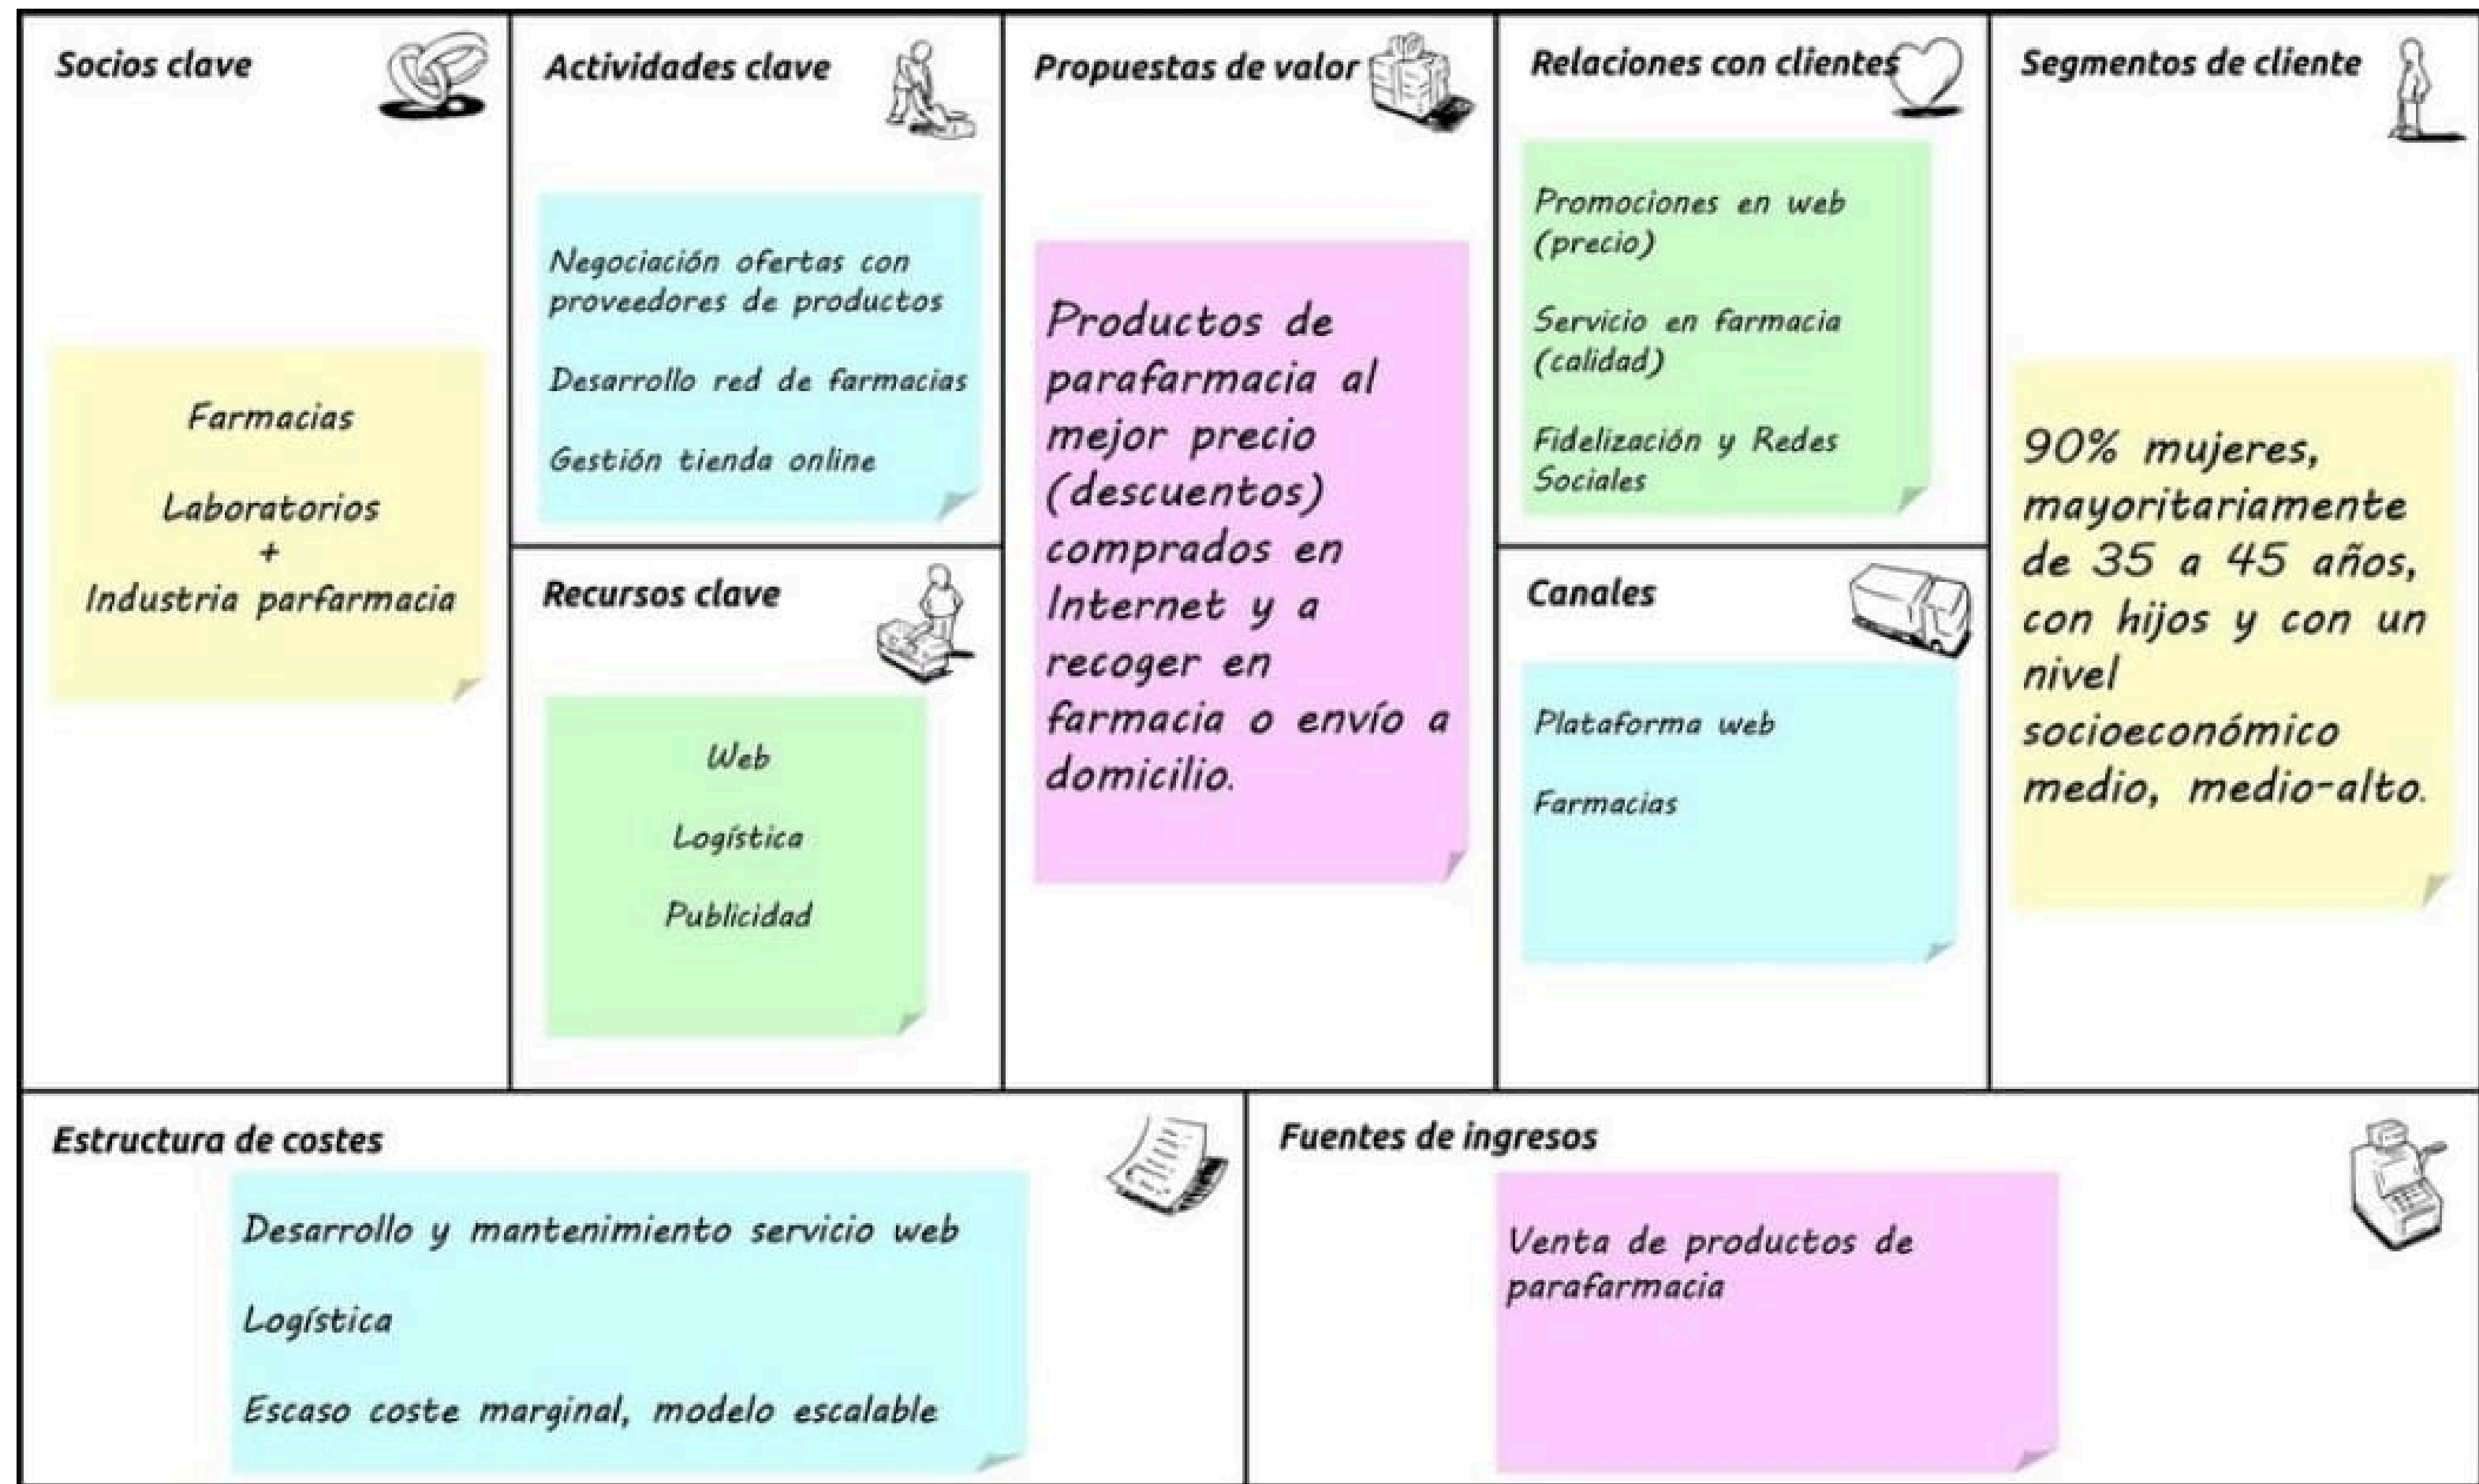 Socios clave
Farmacias
Laboratorios
+
Industria parfarmacia
Actividades clave
Negociación ofertas con
proveedores de productos
Desarrollo red de farmacias
Gestión tienda online
Recursos clave
Web
Logística
Publicidad
Propuestas de valor
Productos de
parafarmacia al
mejor precio
(descuentos)
comprados en
Internet y a
recoger en
farmacia o envío a
domicilio.
Relaciones con clientes
Promociones en web
(precio)
Servicio en farmacia
(calidad)
Fidelización y Redes
Sociales
Canales
Plataforma web
Farmacias
Segmentos de cliente
90% mujeres,
mayoritariamente
de 35 a 45 años,
con hijos y con un
nivel
socioeconómico
medio, medio-alto.
Estructura de costes
Desarrollo y mantenimiento servicio web
Logística
Escaso coste marginal, modelo escalable
Fuentes de ingresos
Venta de productos de
parafarmacia